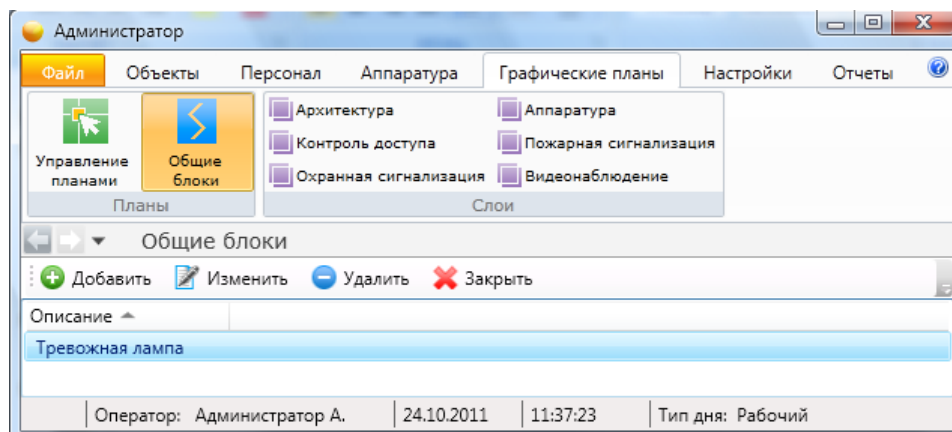 Администратор
Файл Объекты Персонал Аппаратура Графические планы Настройки Отчеты
Управление планами
Общие блоки
Архитектура
Контроль доступа
Охранная сигнализация
Аппаратура
Пожарная сигнализация
Видеонаблюдение
Планы
Слои
Общие блоки
Добавить Изменить Удалить Закрыть
Описание
Тревожная лампа
Оператор: Администратор А. 24.10.2011 11:37:23 Тип дня: Рабочий